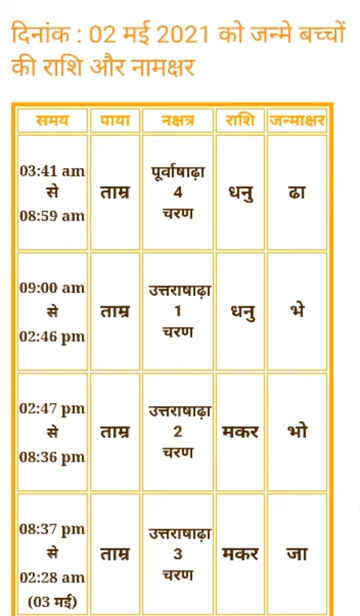 दिनांक : 02 मई 2021 को जन्मे बच्चों
की राशि और नामक्षर
समय पाया नक्षत्र राशि जन्माक्षर
03:41 am से 08:59 am ताम्र पूर्वाषाढ़ा 4 चरण धनु ढा
09:00 am से 02:46 pm ताम्र उत्तराषाढ़ा 1 चरण धनु भे
02:47 pm से 08:36 pm ताम्र उत्तराषाढ़ा 2 चरण मकर भो
08:37 pm से 02:28 am (03 मई) ताम्र उत्तराषाढ़ा 3 चरण मकर जा